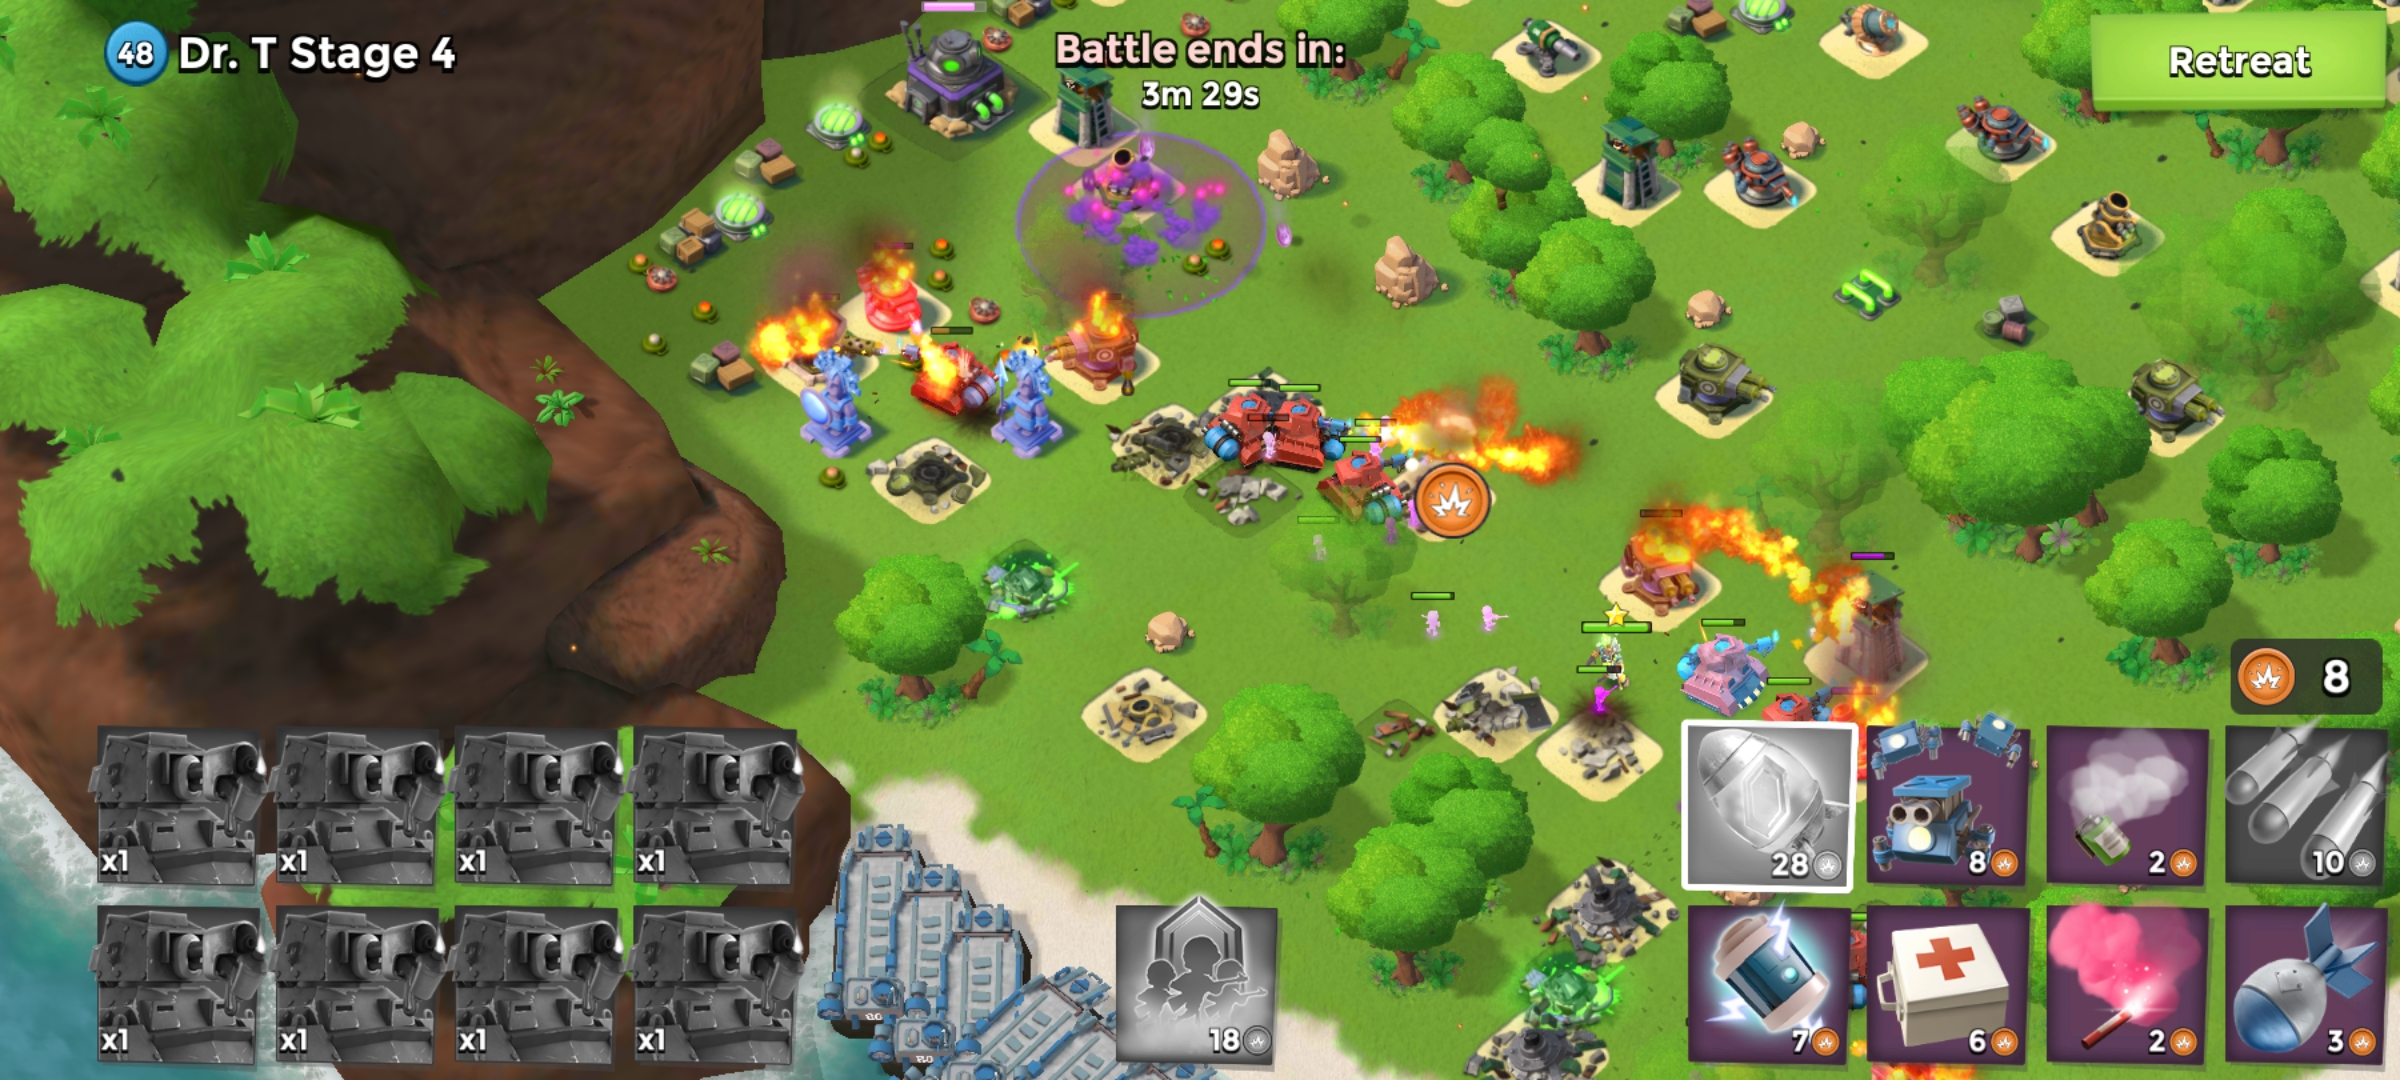 48 Dr. T Stage 4
Battle ends in:
3m 29s
Retreat
8
x1
x1
x1
x1
28
8
2
10
x1
x1
x1
x1
18
7
6
2
3